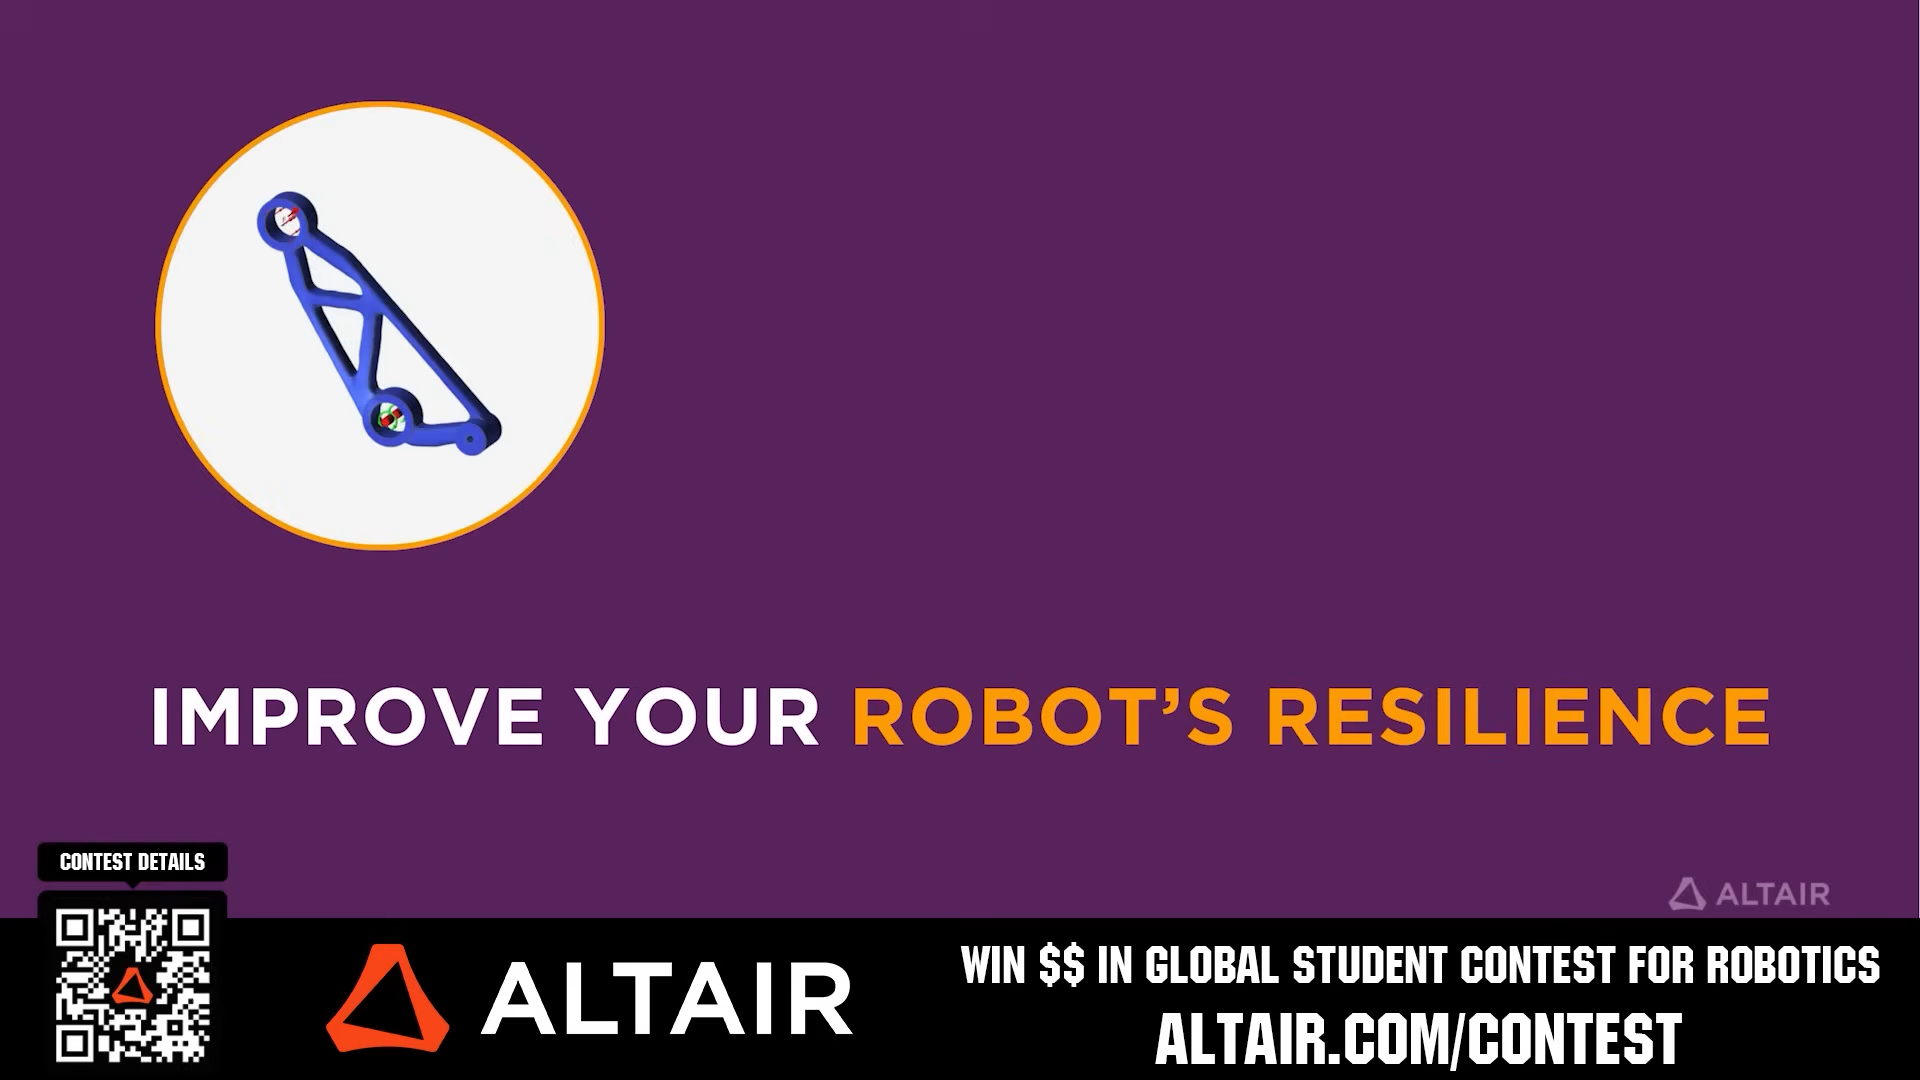 IMPROVE YOUR ROBOT'S RESILIENCE
CONTEST DETAILS
ALTAIR
ALTAIR
WIN $$ IN GLOBAL STUDENT CONTEST FOR ROBOTICS
ALTAIR.COM/CONTEST